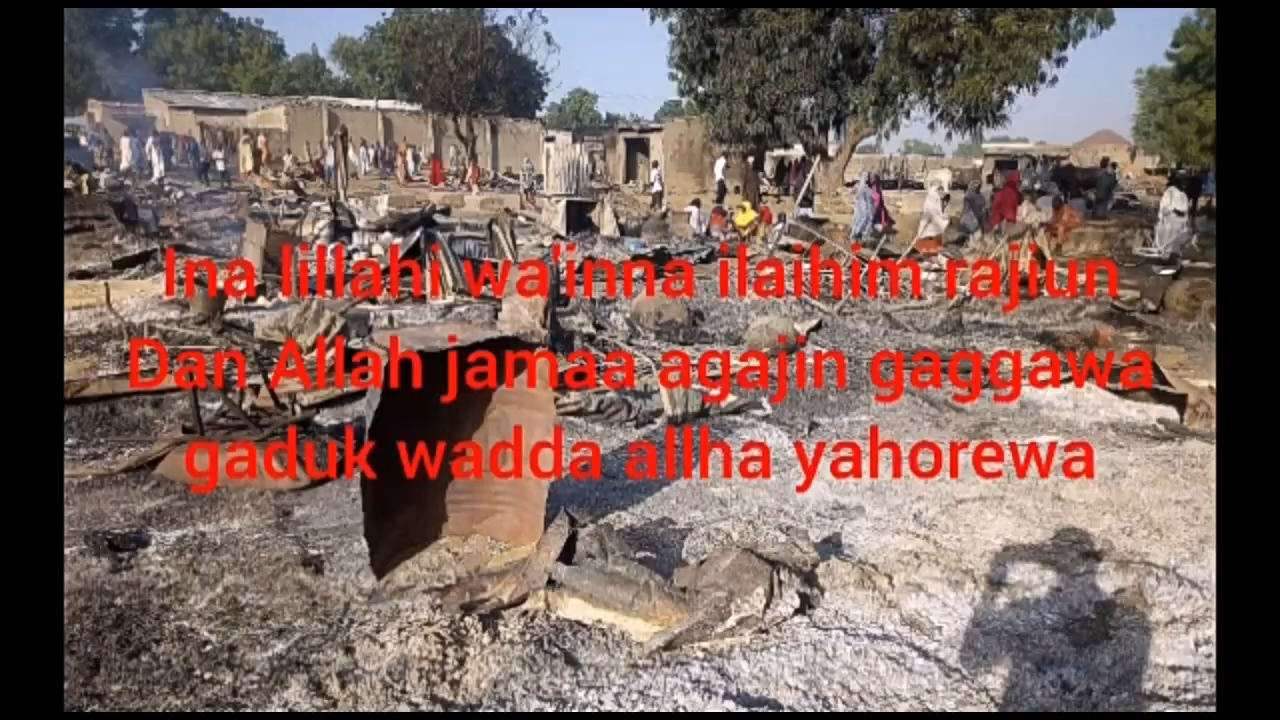 Ina lillahi wa'inna ilaihim rajiun
Dan Allah jamaa agajin gaggawa
gaduk wadda allha yahorewa